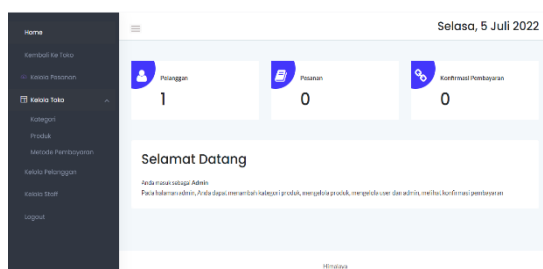 Home
Selasa, 5 Juli 2022
Kembali Ke Toko
Kelola Pesanan
Kelola Toko
Kategori
Produk
Metode Pembayaran
Kelola Pelanggan
Kelola Staff
Logout
Pelanggan
1
Pesanan
0
Konfirmasi Pembayaran
0
Selamat Datang
Anda masuk sebagai Admin
Pada halaman admin, Anda dapat menambah kategori produk, mengelola produk, mengelola user dan admin, melihat konfirmasi pembayaran
Himalaya